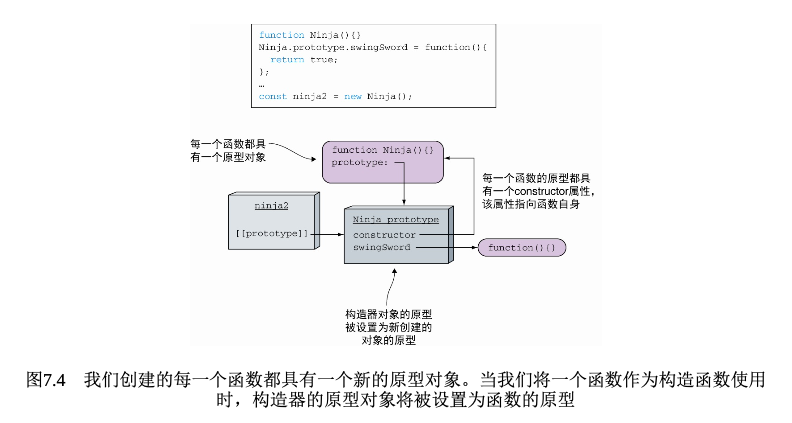 function Ninja(){}
Ninja.prototype.swingSword = function(){
return true;
);
…
const ninja2 = new Ninja();
每一个函数都具
有一个原型对象
function Ninja(){}
prototype:
每一个函数的原型都具
有一个constructor属性，
该属性指向函数自身
ninja2
[[prototype]]
Ninja prototype
constructor
swingSword
function(){}
构造器对象的原型
被设置为新创建的
对象的原型
图7.4 我们创建的每一个函数都具有一个新的原型对象。当我们将一个函数作为构造函数使用
时，构造器的原型对象将被设置为函数的原型